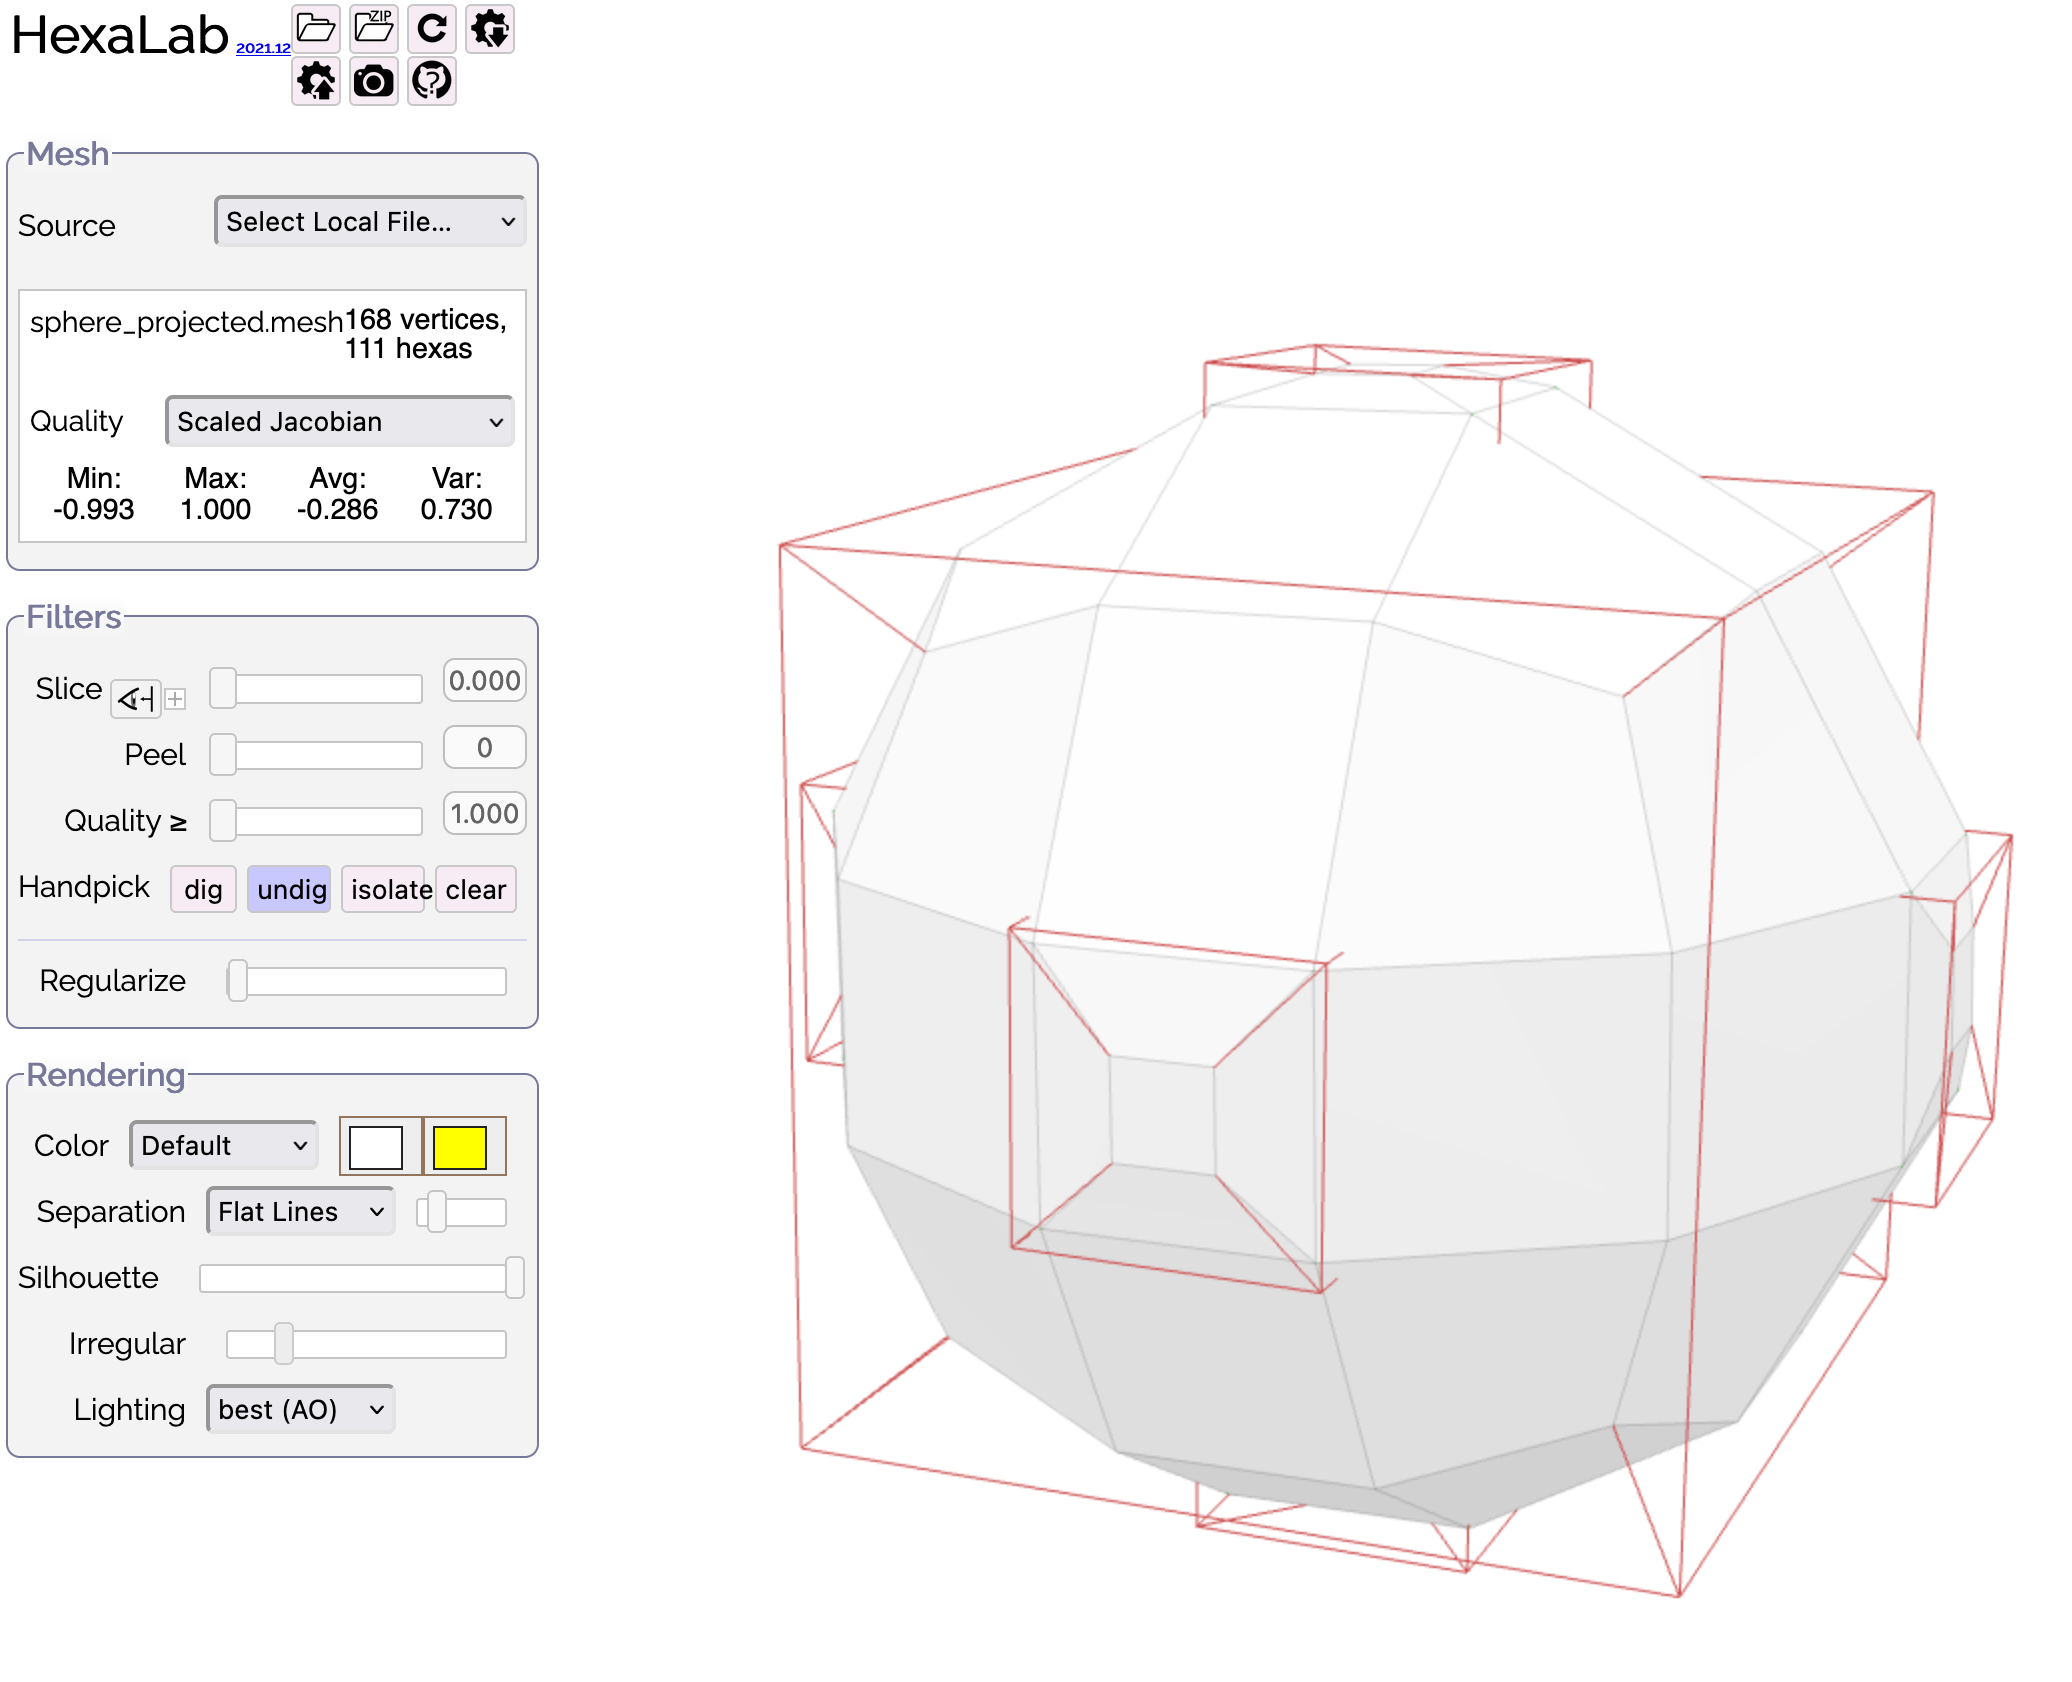 HexaLab 2021.12
ZIP
Mesh
Source Select Local File...
sphere_projected.mesh 168 vertices,
111 hexas
Quality Scaled Jacobian
Min: Max: Avg: Var:
-0.993 1.000 -0.286 0.730
Filters
Slice 0.000
Peel 0
Quality ≥ 1.000
Handpick dig undig isolate clear
Regularize
Rendering
Color Default
Separation Flat Lines
Silhouette
Irregular
Lighting best (AO)